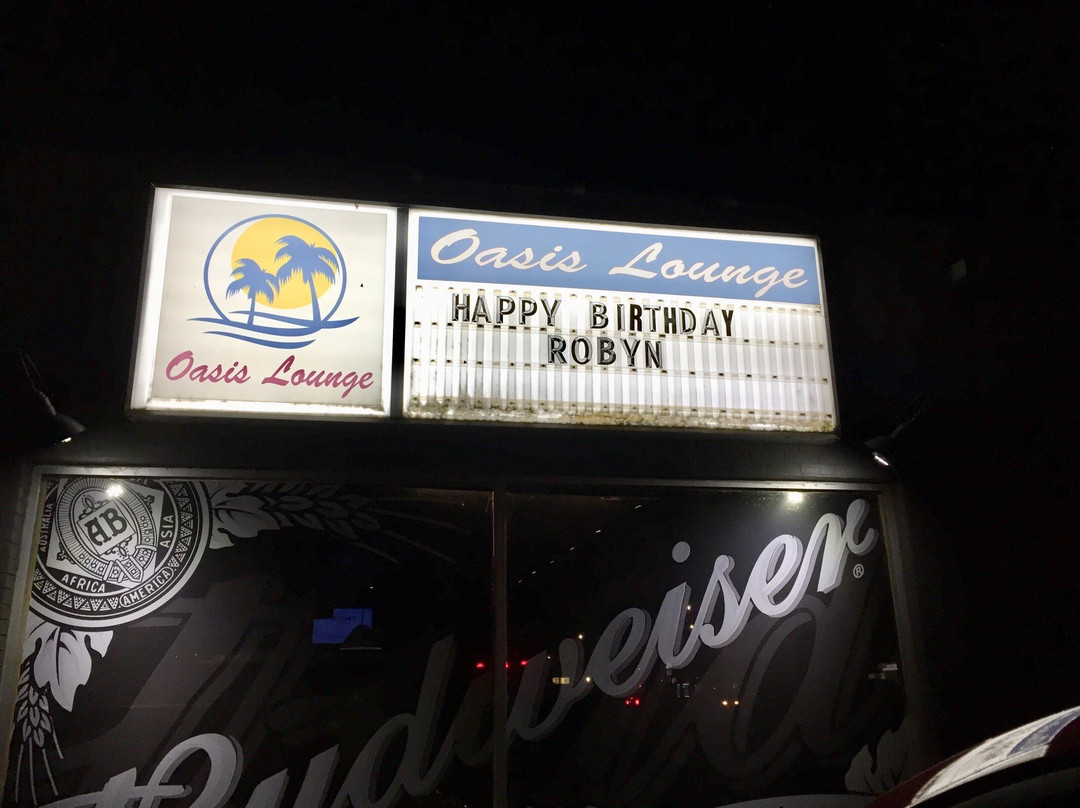 Oasis Lounge
Oasis Lounge
HAPPY BIRTHDAY
ROBYN
AB
AUSTRALIA
ASIA
AFRICA
AMERICA
Budweiser®